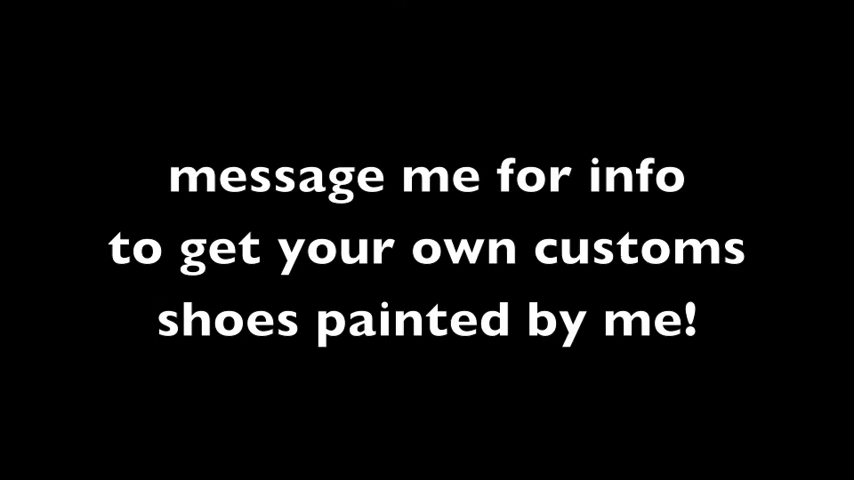 message me for info
to get your own customs
shoes painted by me!